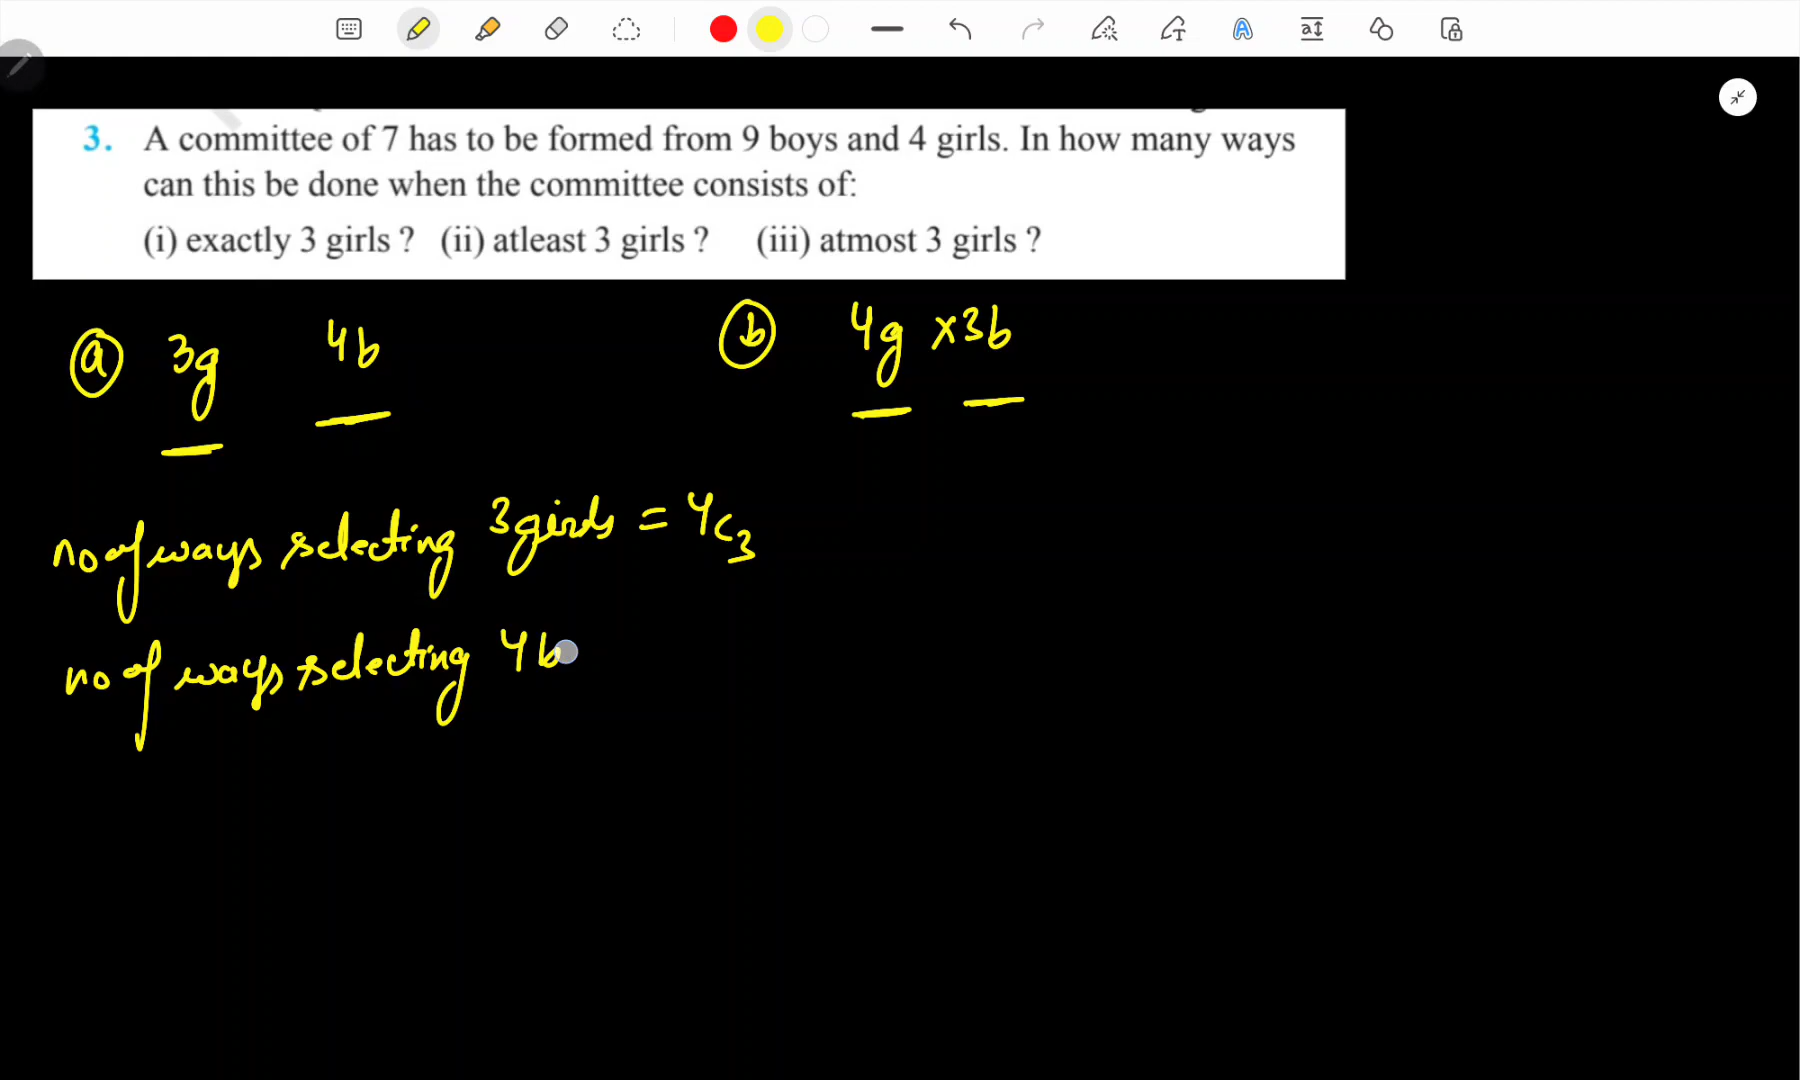 3. A committee of 7 has to be formed from 9 boys and 4 girls. In how many ways
can this be done when the committee consists of:
(i) exactly 3 girls ? (ii) atleast 3 girls ? (iii) atmost 3 girls ?
a 3g 4b
b 4g x3b
no of ways selecting 3 girls = 4c3
no of ways selecting 4b